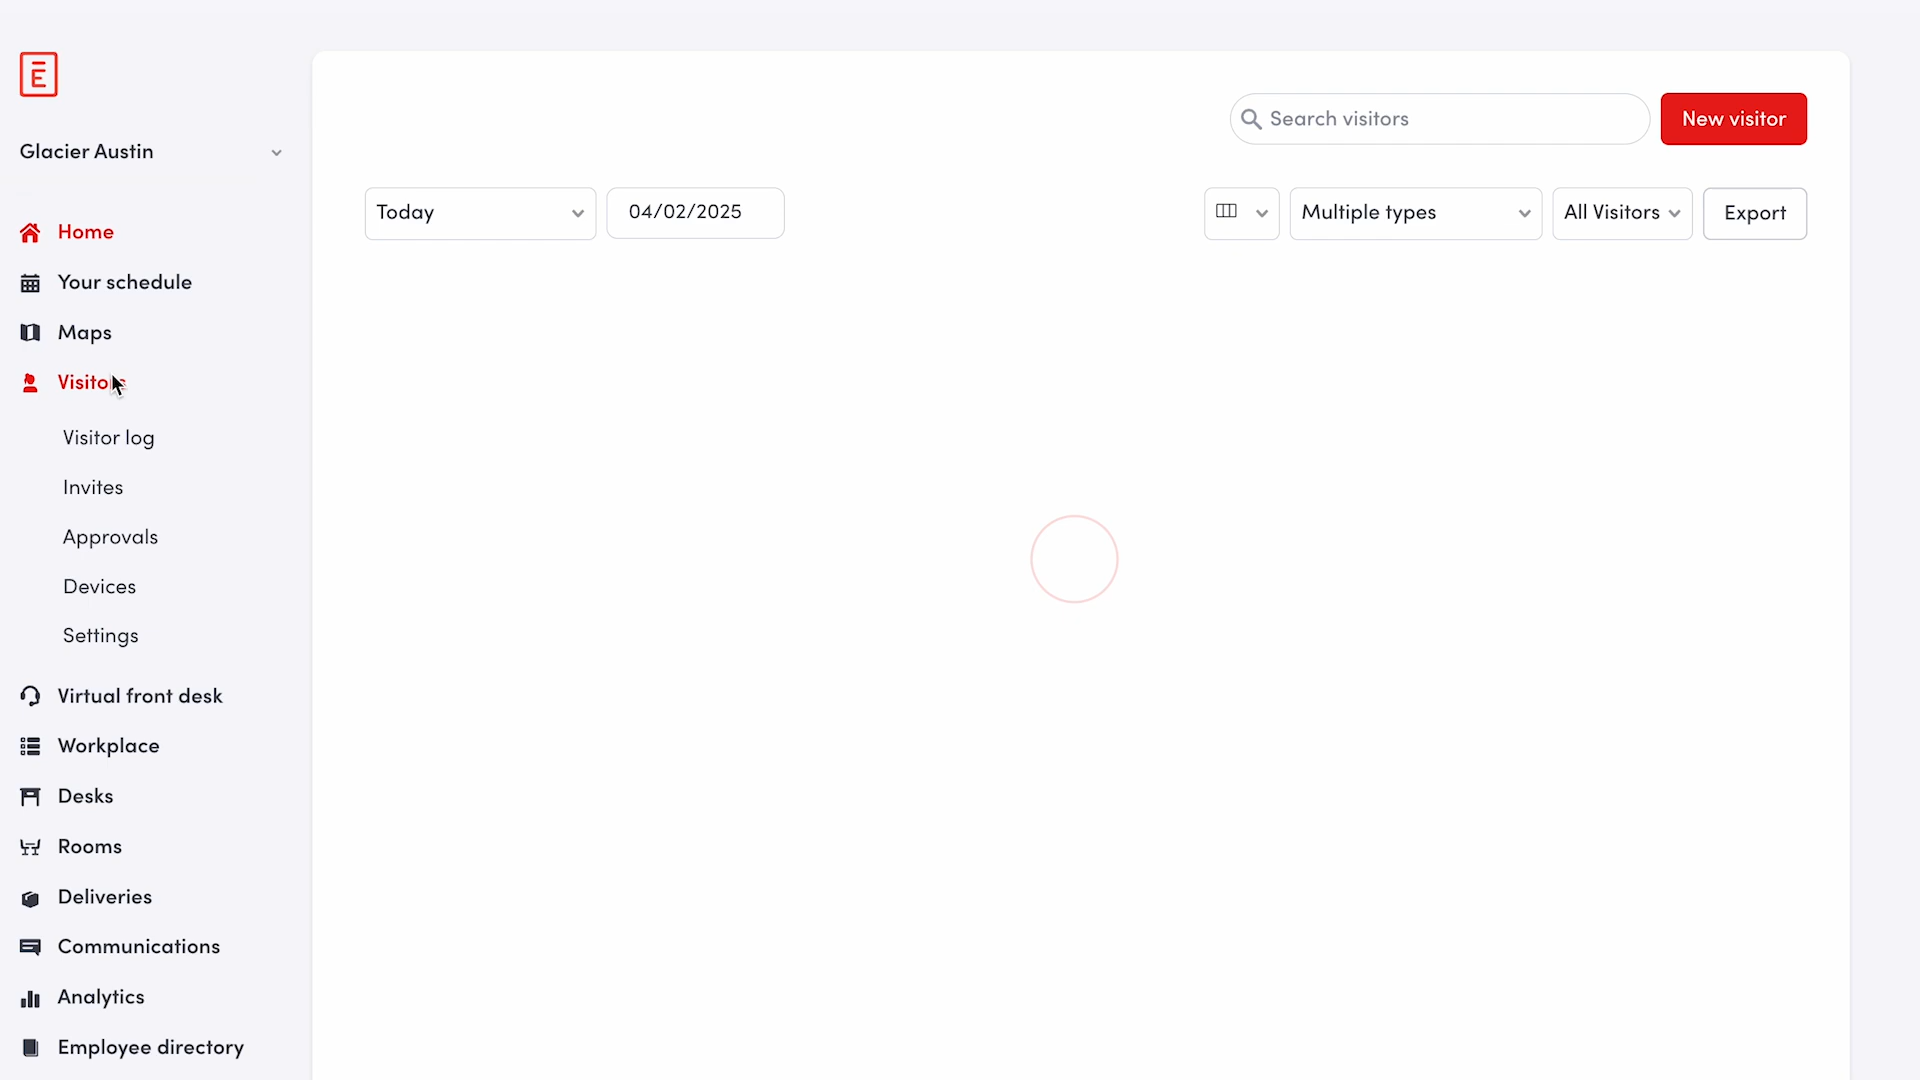 Glacier Austin
Home
Your schedule
Maps
Visitors
Visitor log
Invites
Approvals
Devices
Settings
Virtual front desk
Workplace
Desks
Rooms
Deliveries
Communications
Analytics
Employee directory
Search visitors
New visitor
Today
04/02/2025
Multiple types
All Visitors
Export